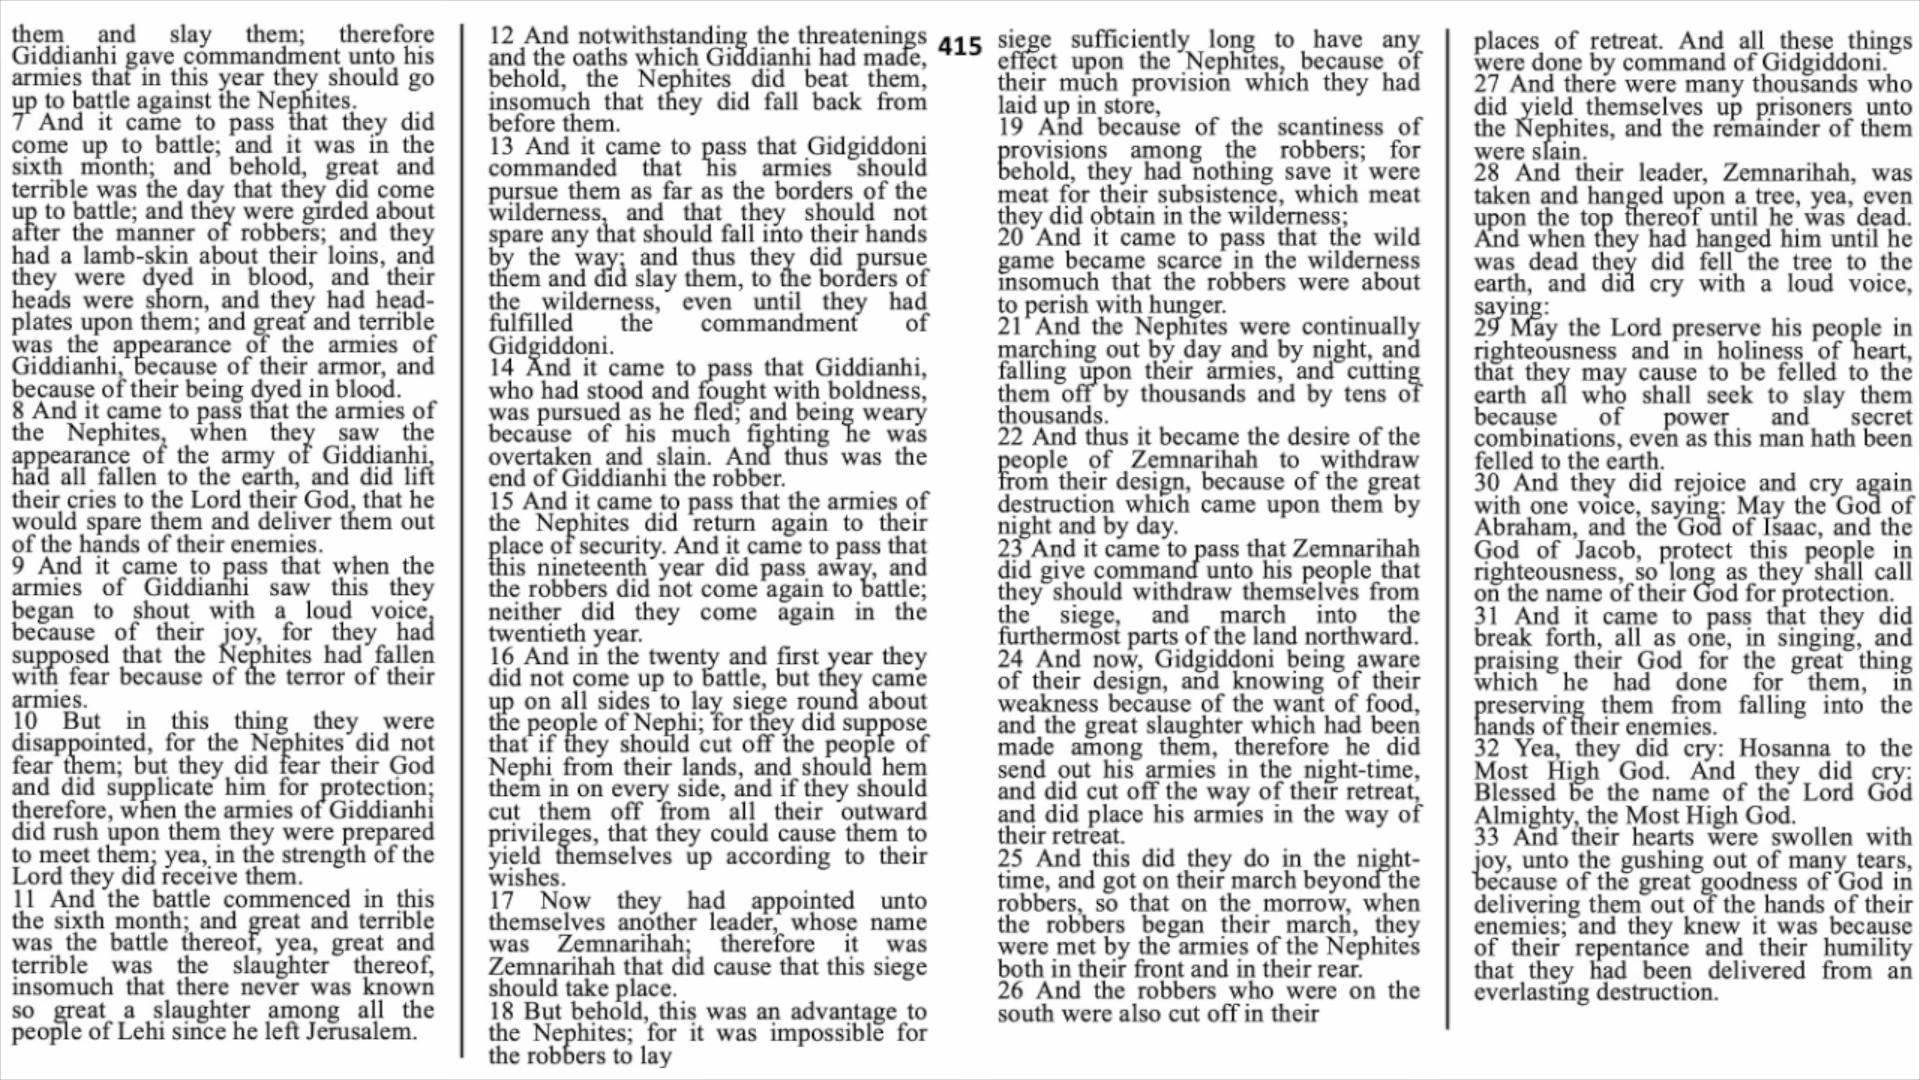 them and slay them; therefore
Giddianhi gave commandment unto his
armies that in this year they should go
up to battle against the Nephites.
7 And it came to pass that they did
come up to battle; and it was in the
sixth month; and behold, great and
terrible was the day that they did come
up to battle; and they were girded about
after the manner of robbers; and they
had a lamb-skin about their loins, and
they were dyed in blood, and their
heads were shorn, and they had head-
plates upon them; and great and terrible
was the appearance of the armies of
Giddianhi, because of their armor, and
because of their being dyed in blood.
8 And it came to pass that the armies of
the Nephites, when they saw the
appearance of the army of Giddianhi,
had all fallen to the earth, and did lift
their cries to the Lord their God, that he
would spare them and deliver them out
of the hands of their enemies.
9 And it came to pass that when the
armies of Giddianhi saw this they
began to shout with a loud voice,
because of their joy, for they had
supposed that the Nephites had fallen
with fear because of the terror of their
armies.
10 But in this thing they were
disappointed, for the Nephites did not
fear them; but they did fear their God
and did supplicate him for protection;
therefore, when the armies of Giddianhi
did rush upon them they were prepared
to meet them; yea, in the strength of the
Lord they did receive them.
11 And the battle commenced in this
the sixth month; and great and terrible
was the battle thereof, yea, great and
terrible was the slaughter thereof,
insomuch that there never was known
so great a slaughter among all the
people of Lehi since he left Jerusalem.
12 And notwithstanding the threatenings
and the oaths which Giddianhi had made,
behold, the Nephites did beat them,
insomuch that they did fall back from
before them.
13 And it came to pass that Gidgiddoni
commanded that his armies should
pursue them as far as the borders of the
wilderness, and that they should not
spare any that should fall into their hands
by the way; and thus they did pursue
them and did slay them, to the borders of
the wilderness, even until they had
fulfilled the commandment of
Gidgiddoni.
14 And it came to pass that Giddianhi,
who had stood and fought with boldness,
was pursued as he fled; and being weary
because of his much fighting he was
overtaken and slain. And thus was the
end of Giddianhi the robber.
15 And it came to pass that the armies of
the Nephites did return again to their
place of security. And it came to pass that
this nineteenth year did pass away, and
the robbers did not come again to battle;
neither did they come again in the
twentieth year.
16 And in the twenty and first year they
did not come up to battle, but they came
up on all sides to lay siege round about
the people of Nephi; for they did suppose
that if they should cut off the people of
Nephi from their lands, and should hem
them in on every side, and if they should
cut them off from all their outward
privileges, that they could cause them to
yield themselves up according to their
wishes.
17 Now they had appointed unto
themselves another leader, whose name
was Zemnarihah; therefore it was
Zemnarihah that did cause that this siege
should take place.
18 But behold, this was an advantage to
the Nephites; for it was impossible for
the robbers to lay
415
siege sufficiently long to have any
effect upon the Nephites, because of
their much provision which they had
laid up in store,
19 And because of the scantiness of
provisions among the robbers; for
behold, they had nothing save it were
meat for their subsistence, which meat
they did obtain in the wilderness;
20 And it came to pass that the wild
game became scarce in the wilderness
insomuch that the robbers were about
to perish with hunger.
21 And the Nephites were continually
marching out by day and by night, and
falling upon their armies, and cutting
them off by thousands and by tens of
thousands.
22 And thus it became the desire of the
people of Zemnarihah to withdraw
from their design, because of the great
destruction which came upon them by
night and by day.
23 And it came to pass that Zemnarihah
did give command unto his people that
they should withdraw themselves from
the siege, and march into the
furthermost parts of the land northward.
24 And now, Gidgiddoni being aware
of their design, and knowing of their
weakness because of the want of food,
and the great slaughter which had been
made among them, therefore he did
send out his armies in the night-time,
and did cut off the way of their retreat,
and did place his armies in the way of
their retreat.
25 And this did they do in the night-
time, and got on their march beyond the
robbers, so that on the morrow, when
the robbers began their march, they
were met by the armies of the Nephites
both in their front and in their rear.
26 And the robbers who were on the
south were also cut off in their
places of retreat. And all these things
were done by command of Gidgiddoni.
27 And there were many thousands who
did yield themselves up prisoners unto
the Nephites, and the remainder of them
were slain.
28 And their leader, Zemnarihah, was
taken and hanged upon a tree, yea, even
upon the top thereof until he was dead.
And when they had hanged him until he
was dead they did fell the tree to the
earth, and did cry with a loud voice,
saying:
29 May the Lord preserve his people in
righteousness and in holiness of heart,
that they may cause to be felled to the
earth all who shall seek to slay them
because of power and secret
combinations, even as this man hath been
felled to the earth.
30 And they did rejoice and cry again
with one voice, saying: May the God of
Abraham, and the God of Isaac, and the
God of Jacob, protect this people in
righteousness, so long as they shall call
on the name of their God for protection.
31 And it came to pass that they did
break forth, all as one, in singing, and
praising their God for the great thing
which he had done for them, in
preserving them from falling into the
hands of their enemies.
32 Yea, they did cry: Hosanna to the
Most High God. And they did cry:
Blessed be the name of the Lord God
Almighty, the Most High God.
33 And their hearts were swollen with
joy, unto the gushing out of many tears,
because of the great goodness of God in
delivering them out of the hands of their
enemies; and they knew it was because
of their repentance and their humility
that they had been delivered from an
everlasting destruction.